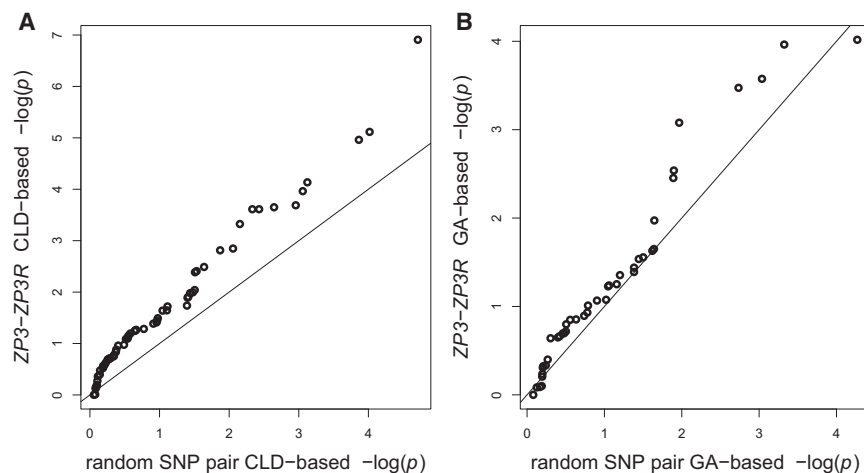 A
ZP3−ZP3R CLD−based −log(p)
7
6
5
4
3
2
1
0
0 1 2 3 4
random SNP pair CLD−based −log(p)
B
ZP3−ZP3R GA−based −log(p)
4
3
2
1
0
0 1 2 3 4
random SNP pair GA−based −log(p)